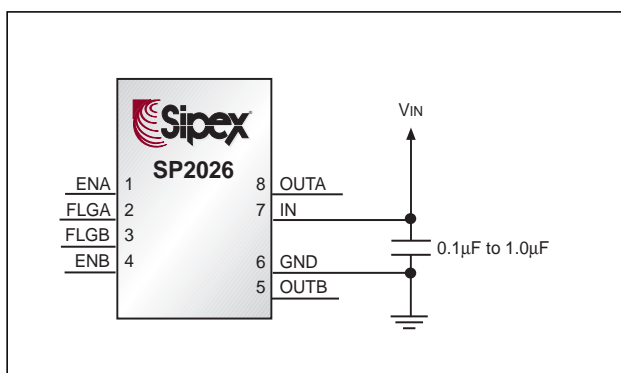 Sipex®
SP2026
ENA 1
FLGA 2
FLGB 3
ENB 4
8 OUTA
7 IN
6 GND
5 OUTB
VIN
0.1µF to 1.0µF